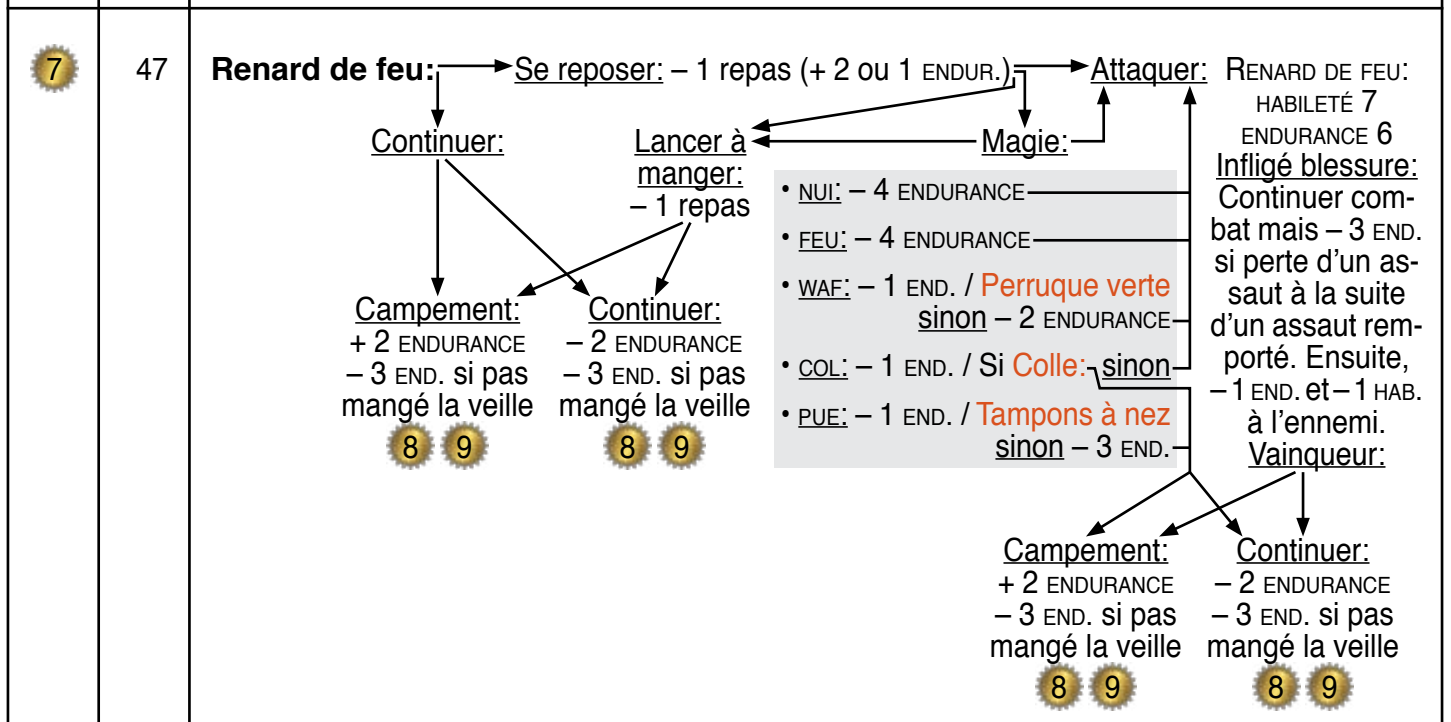 7 47 Renard de feu: Se reposer: – 1 repas (+ 2 ou 1 ENDUR.) Attaquer: RENARD DE FEU:
HABILETÉ 7
ENDURANCE 6
Continuer: Lancer à Magie:
manger:
– 1 repas
Infligé blessure:
Continuer com-
bat mais – 3 END.
si perte d'un as-
saut à la suite
d'un assaut rem-
porté. Ensuite,
– 1 END. et – 1 HAB.
à l'ennemi.
Vainqueur:
• NUI: – 4 ENDURANCE
• FEU: – 4 ENDURANCE
• WAF: – 1 END. / Perruque verte
sinon – 2 ENDURANCE
• COL: – 1 END. / Si Colle: sinon
• PUE: – 1 END. / Tampons à nez
sinon – 3 END.
Campement:
+ 2 ENDURANCE
– 3 END. si pas
mangé la veille
8 9
Continuer:
– 2 ENDURANCE
– 3 END. si pas
mangé la veille
8 9
Campement:
+ 2 ENDURANCE
– 3 END. si pas
mangé la veille
8 9
Continuer:
– 2 ENDURANCE
– 3 END. si pas
mangé la veille
8 9